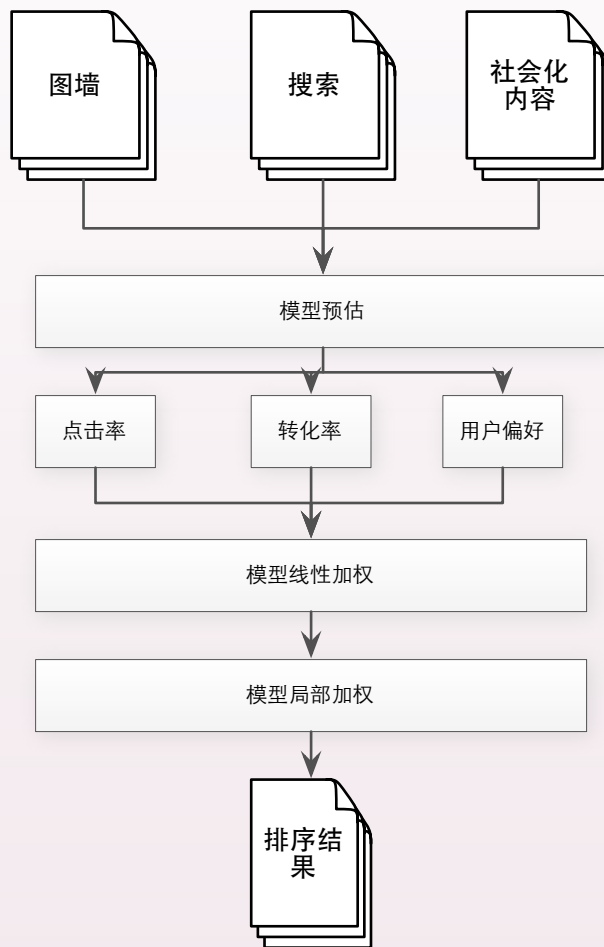 图墙
搜索
社会化
内容
模型预估
点击率
转化率
用户偏好
模型线性加权
模型局部加权
排序结
果